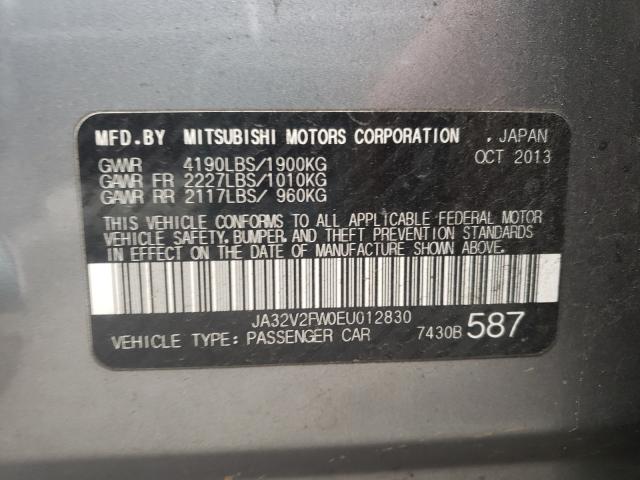 MFD.BY MITSUBISHI MOTORS CORPORATION , JAPAN
GVWR 4190LBS/1900KG OCT 2013
GAWR FR 2227LBS/1010KG
GAWR RR 2117LBS/ 960KG
THIS VEHICLE CONFORMS TO ALL APPLICABLE FEDERAL MOTOR
VEHICLE SAFETY, BUMPER, AND THEFT PREVENTION STANDARDS
IN EFFECT ON THE DATE OF MANUFACTURE SHOWN ABOVE.
JA32V2FW0EU012830
VEHICLE TYPE: PASSENGER CAR 7430B 587